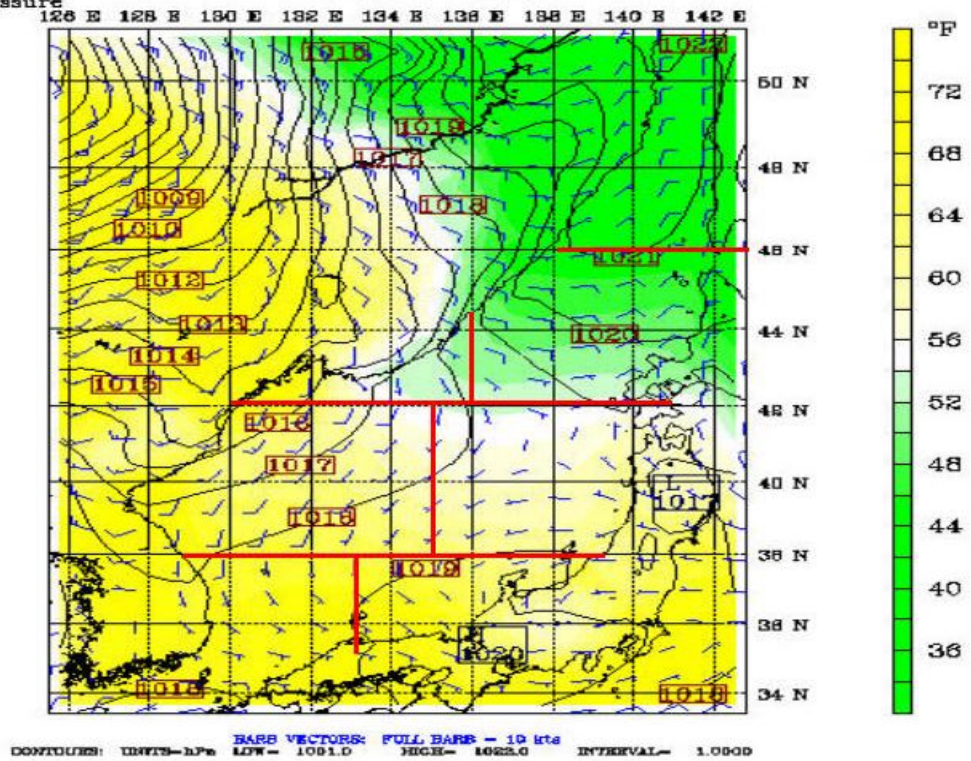 ssure
126 E 128 E 130 E 132 E 134 E 136 E 138 E 140 E 142 E
°F
1016
1022
50 N
72
1019
1017
48 N
68
1009
1018
1010
46 N
64
1021
1012
60
1013
44 N
1020
56
1014
1015
42 N
52
1016
1017
40 N
48
L
1017
1018
38 N
44
1019
36 N
40
1020
36
1018
1018
34 N
BARB VECTORS: FULL BARB = 10 kts
CONTOURS: UNITS=hPa LOW= 1001.0 HIGH= 1022.0 INTERVAL= 1.0000